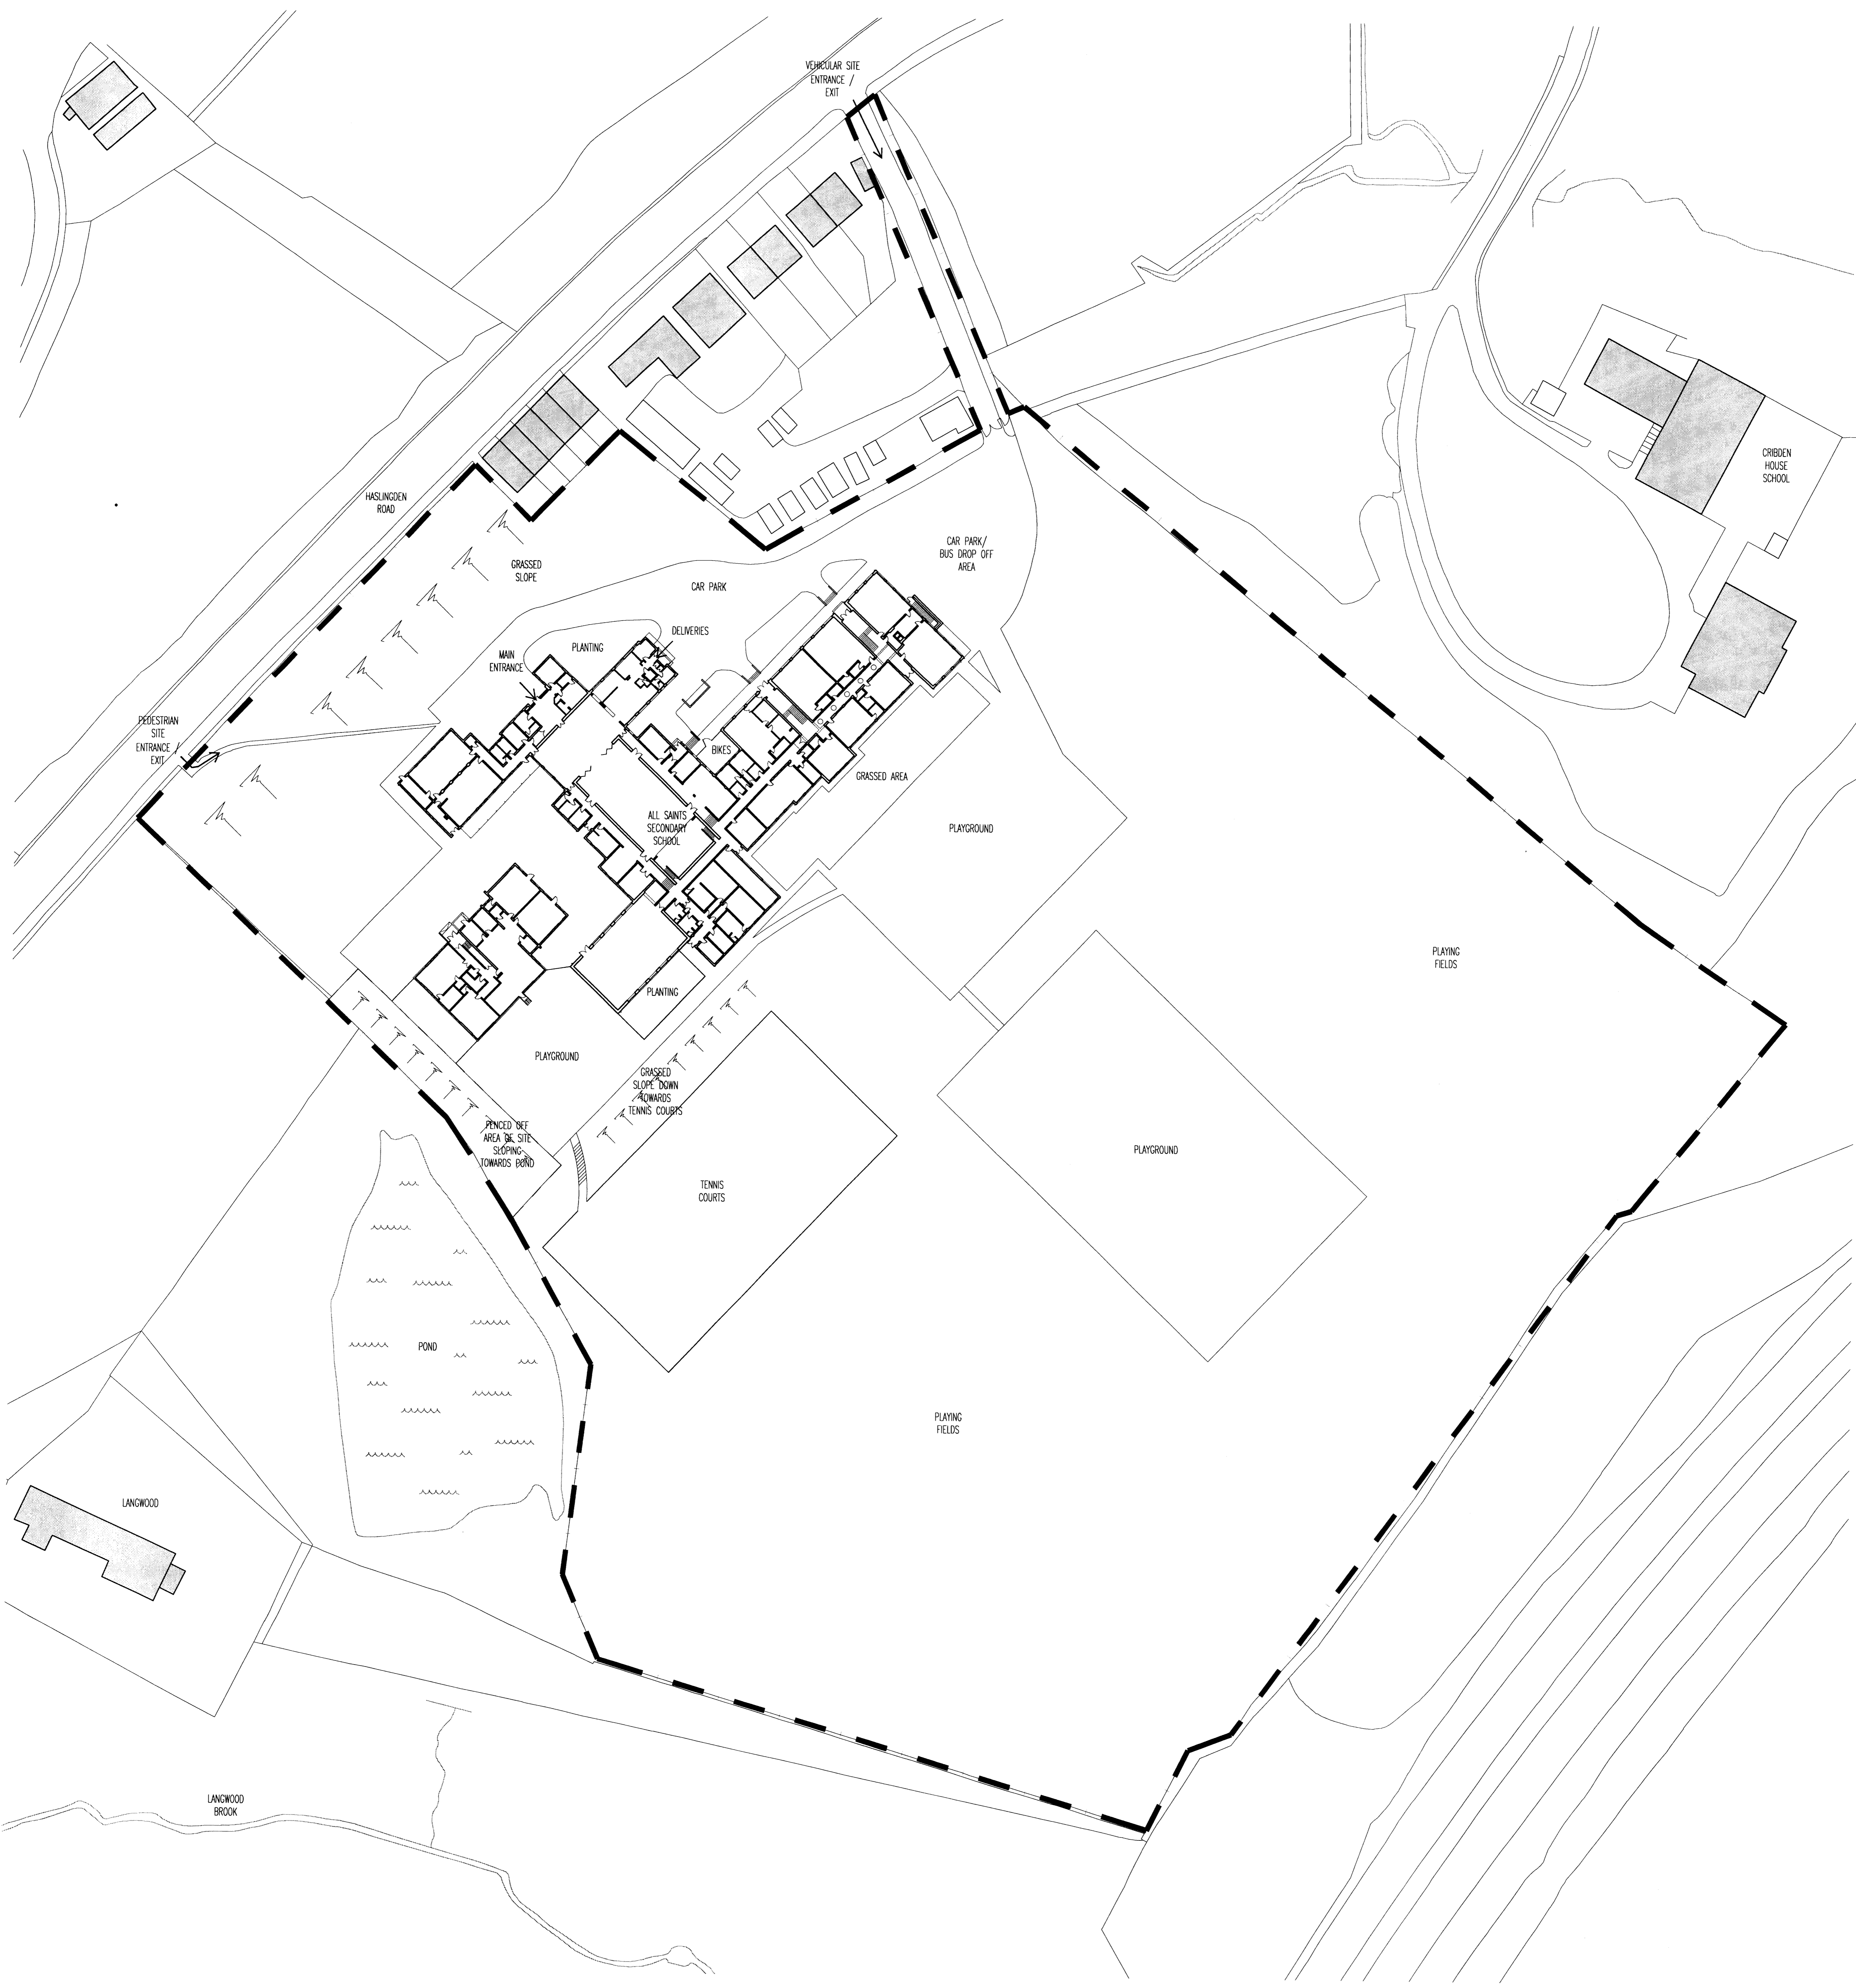 VEHICULAR SITE
ENTRANCE /
EXIT
CRIBDEN
HOUSE
SCHOOL
HASLINGDEN
ROAD
CAR PARK/
BUS DROP OFF
AREA
GRASSED
SLOPE
CAR PARK
DELIVERIES
PLANTING
MAIN
ENTRANCE
PEDESTRIAN
SITE
ENTRANCE /
EXIT
BIKES
GRASSED AREA
ALL SAINTS
SECONDARY
SCHOOL
PLAYGROUND
PLAYING
FIELDS
PLANTING
PLAYGROUND
GRASSED
SLOPE DOWN
TOWARDS
TENNIS COURTS
FENCED OFF
AREA OF SITE
SLOPING
TOWARDS POND
PLAYGROUND
TENNIS
COURTS
POND
PLAYING
FIELDS
LANGWOOD
LANGWOOD
BROOK